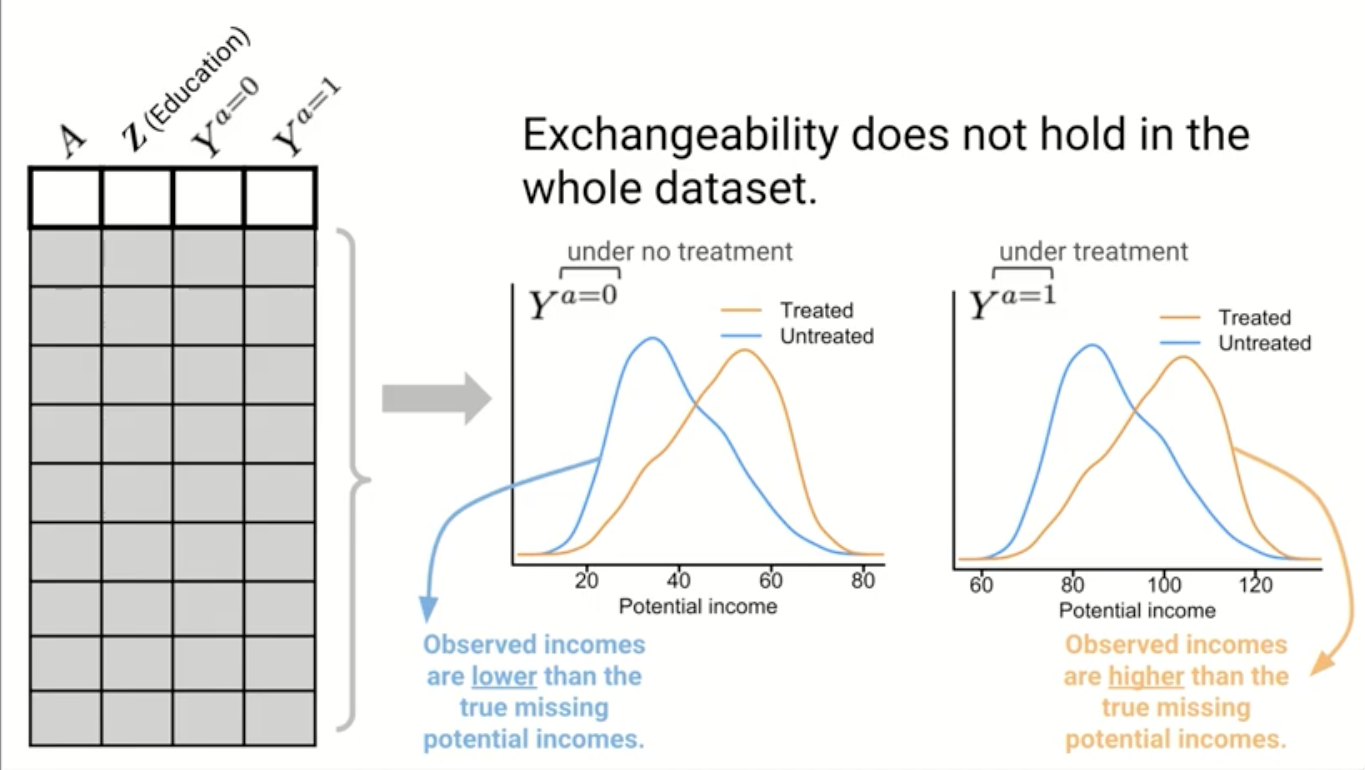 A
Z (Education)
Y^{a=0}
Y^{a=1}
Exchangeability does not hold in the
whole dataset.
under no treatment
Y^{a=0}
Treated
Untreated
20 40 60 80
Potential income
Observed incomes
are lower than the
true missing
potential incomes.
under treatment
Y^{a=1}
Treated
Untreated
60 80 100 120
Potential income
Observed incomes
are higher than the
true missing
potential incomes.